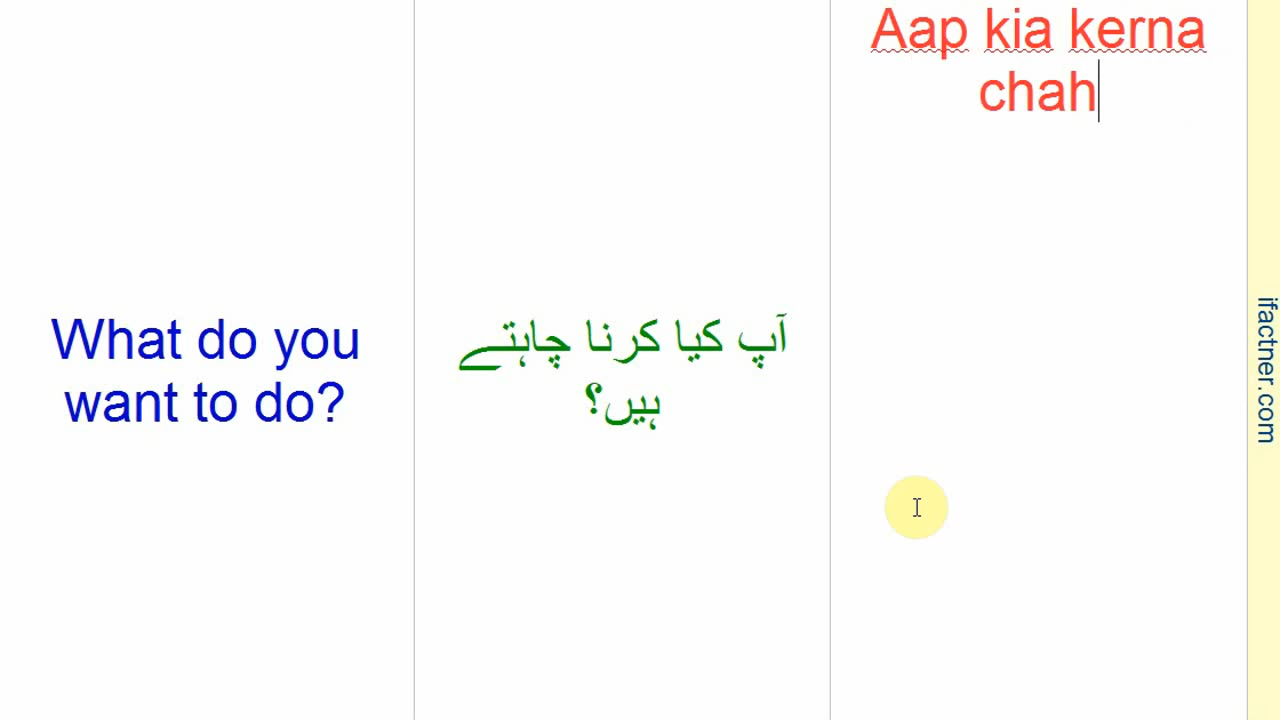 What do you
want to do?
آپ کیا کرنا چاہتے
ہیں؟
Aap kia kerna
chah
ifactner.com